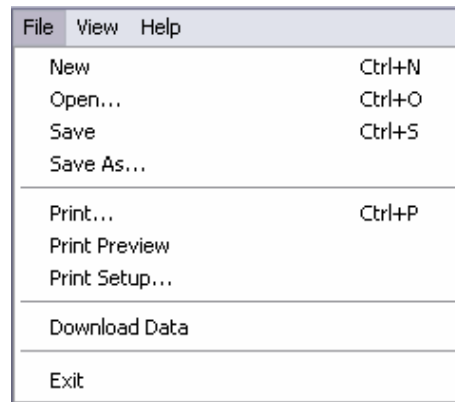 File View Help
New Ctrl+N
Open... Ctrl+O
Save Ctrl+S
Save As...
Print... Ctrl+P
Print Preview
Print Setup...
Download Data
Exit